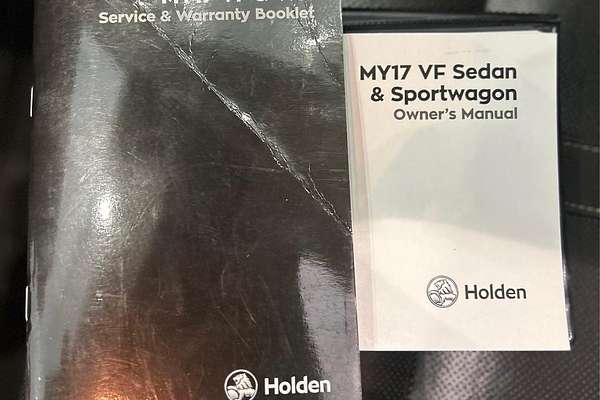 Service & Warranty Booklet
Holden
MY17 VF Sedan
& Sportwagon
Owner's Manual
Holden